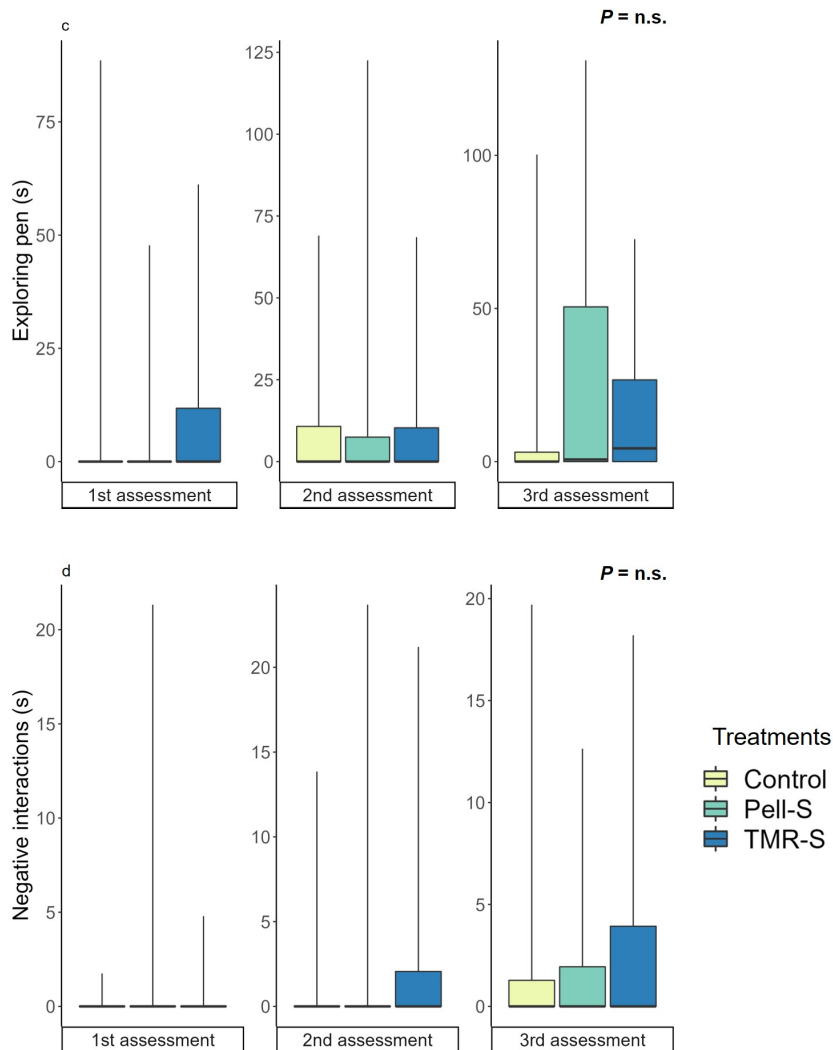 c
P = n.s.
Exploring pen (s)
75
50
25
0
1st assessment
125
100
75
50
25
0
2nd assessment
100
50
0
3rd assessment
d
P = n.s.
Negative interactions (s)
20
15
10
5
0
1st assessment
20
15
10
5
0
2nd assessment
20
15
10
5
0
3rd assessment
Treatments
Control
Pell-S
TMR-S